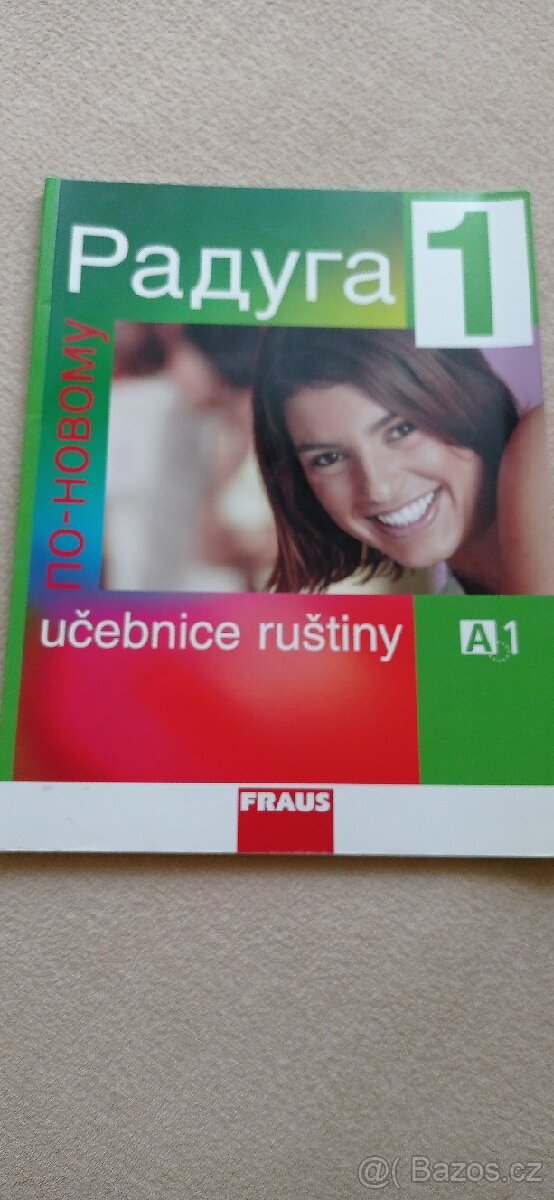 Радуга 1
по-новому
učebnice ruštiny
A1
FRAUS
@( Bazos.cz